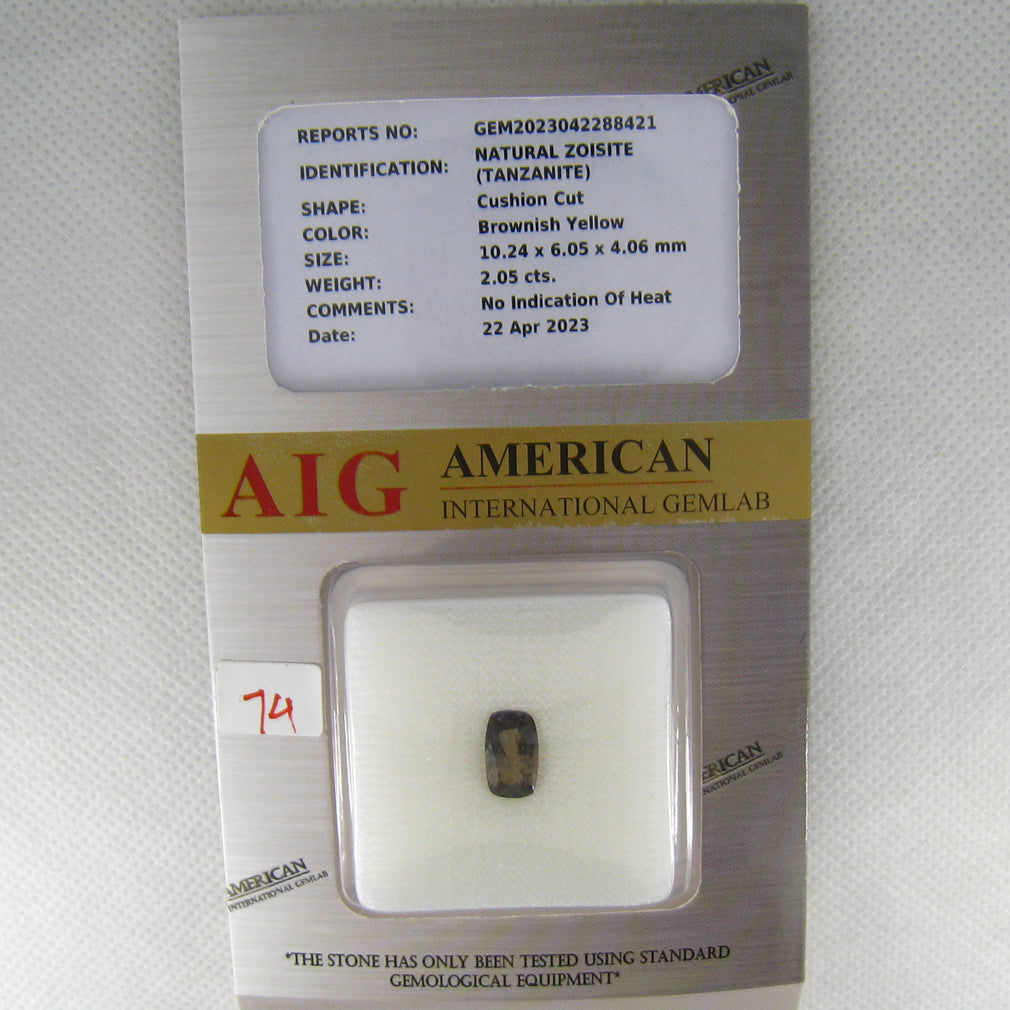 AMERICAN
REPORTS NO: GEM2023042288421
IDENTIFICATION: NATURAL ZOISITE
(TANZANITE)
SHAPE: Cushion Cut
COLOR: Brownish Yellow
SIZE: 10.24 x 6.05 x 4.06 mm
WEIGHT: 2.05 cts.
COMMENTS: No Indication Of Heat
Date: 22 Apr 2023
AIG AMERICAN
INTERNATIONAL GEMLAB
74
AMERICAN
INTERNATIONAL GEMLAB
*THE STONE HAS ONLY BEEN TESTED USING STANDARD
GEMOLOGICAL EQUIPMENT*